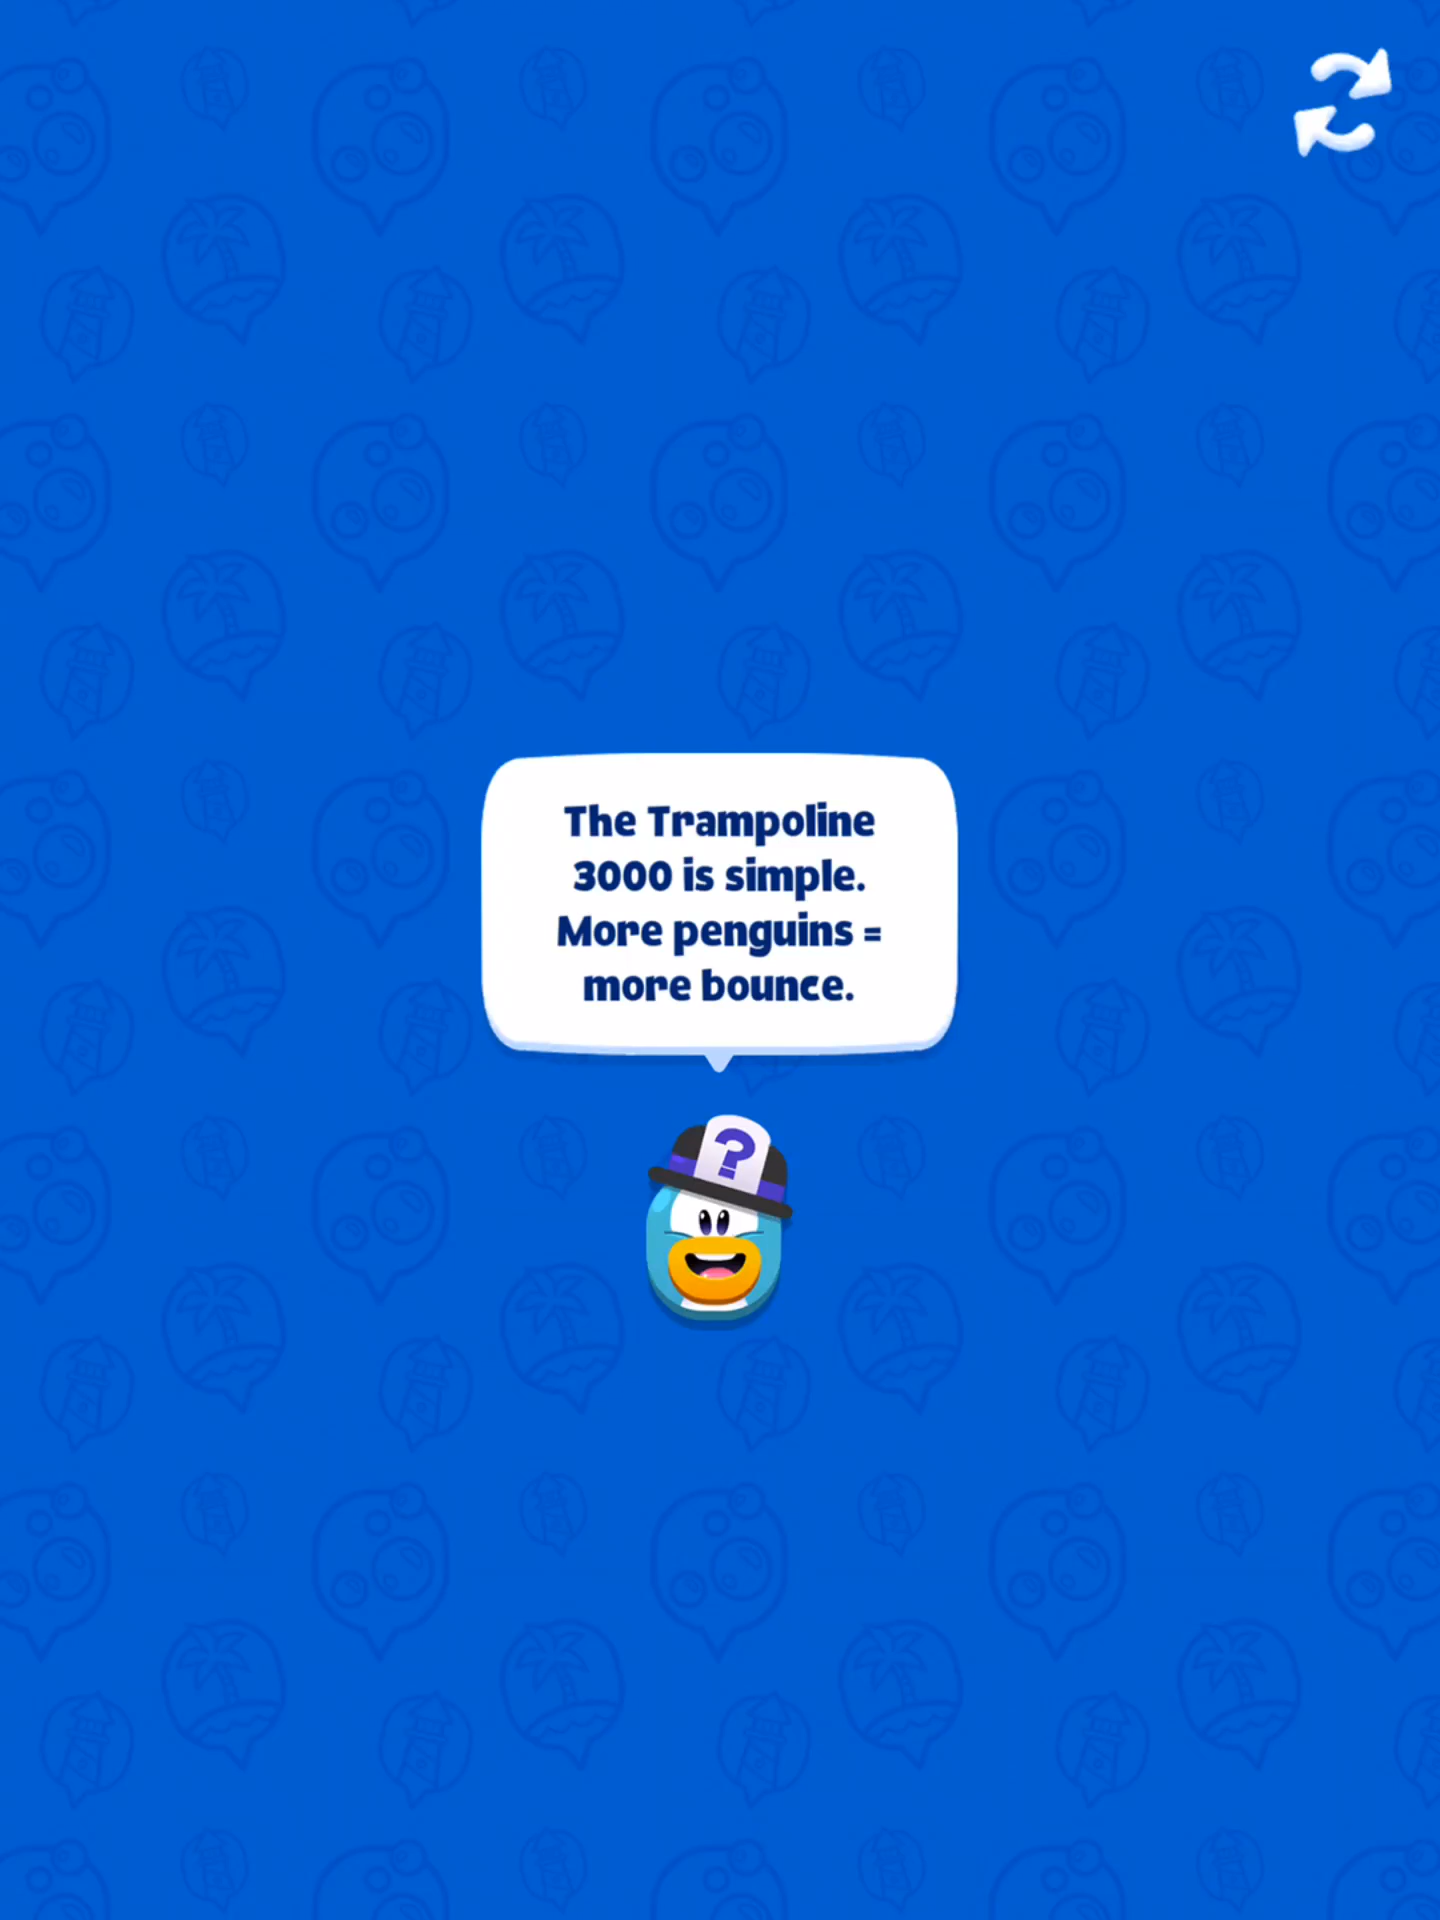 The Trampoline
3000 is simple.
More penguins =
more bounce.
?